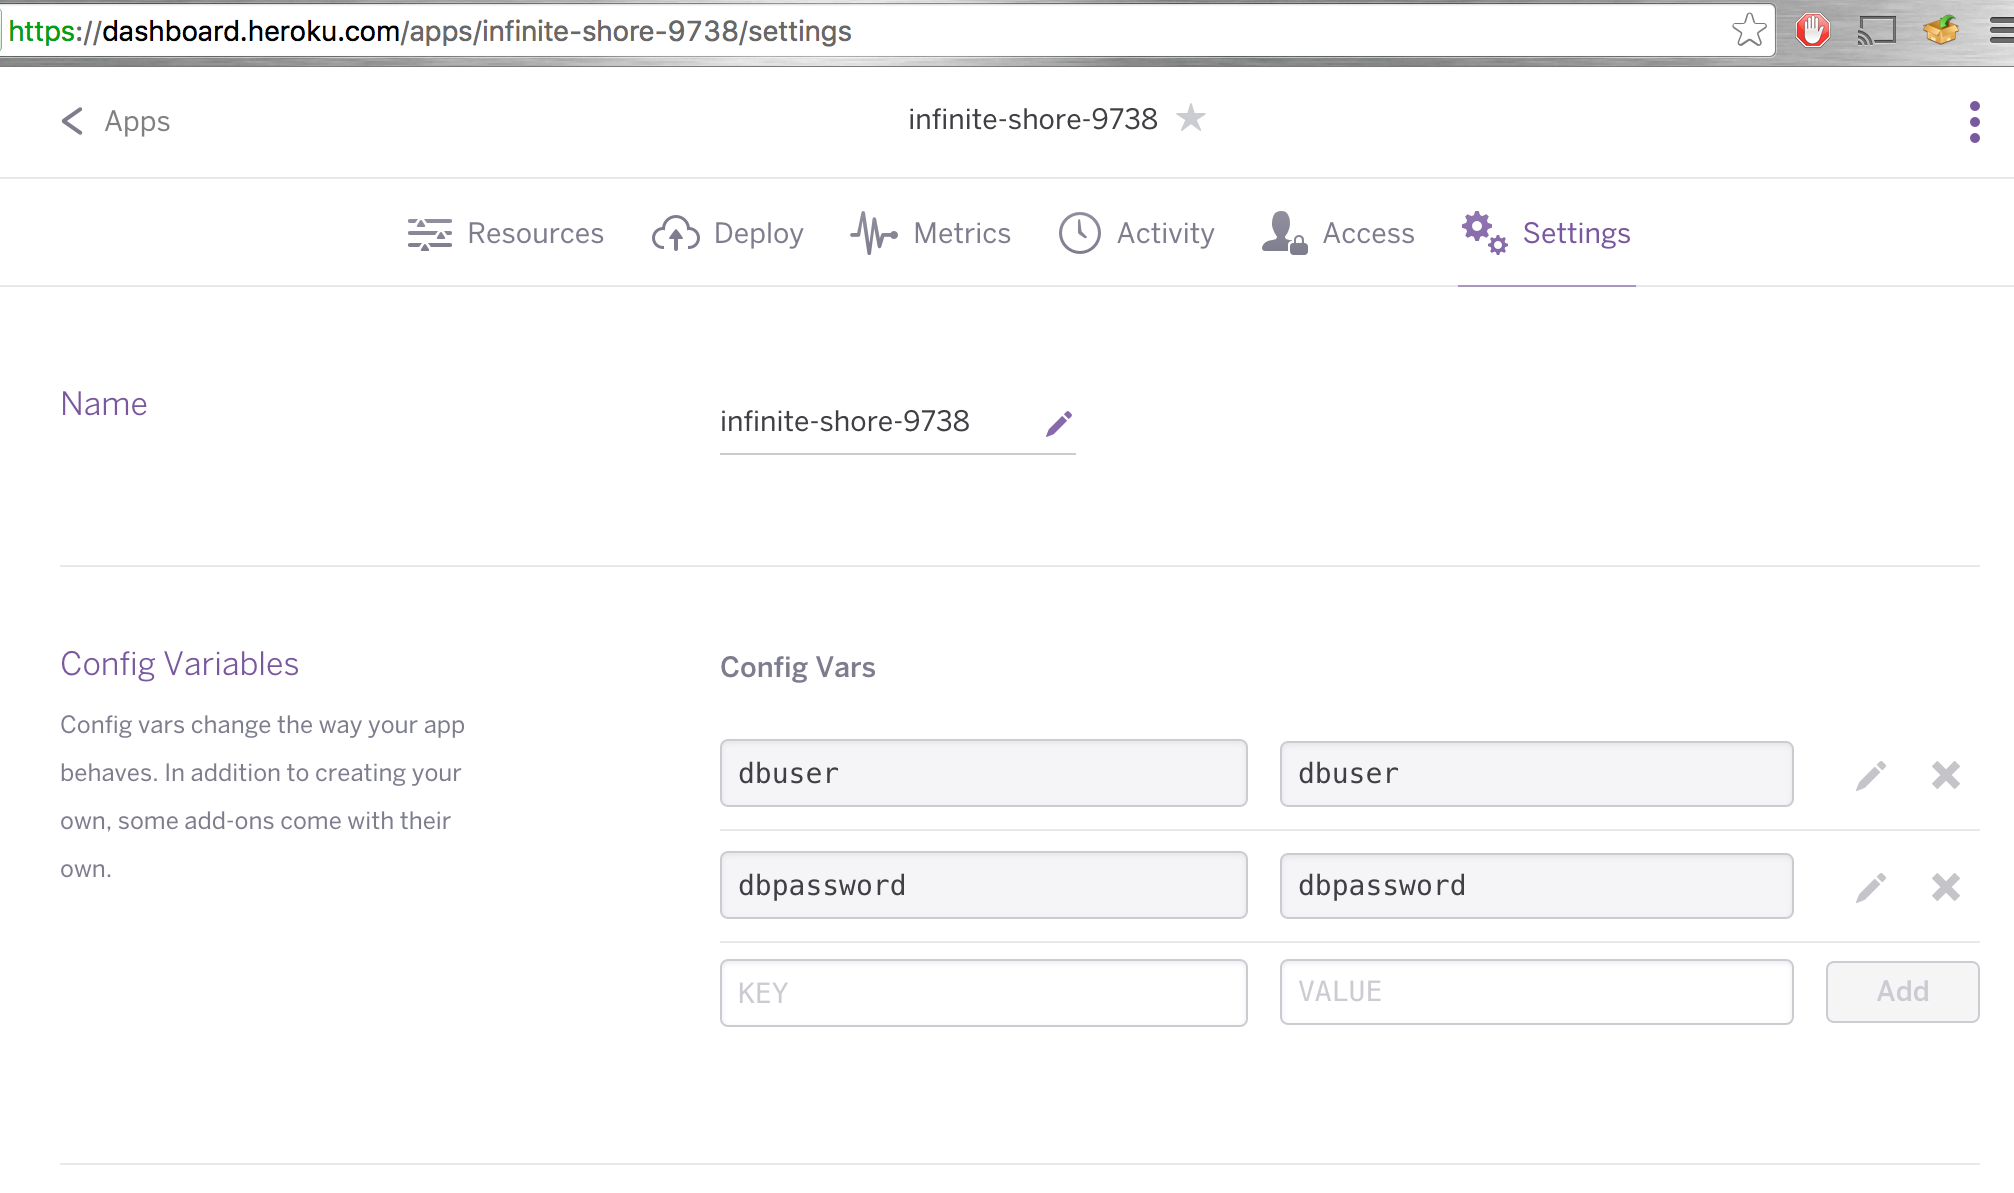 https://dashboard.heroku.com/apps/infinite-shore-9738/settings
Apps
infinite-shore-9738
Resources Deploy Metrics Activity Access Settings
Name
infinite-shore-9738
Config Variables
Config vars change the way your app
behaves. In addition to creating your
own, some add-ons come with their
own.
Config Vars
dbuser dbuser
dbpassword dbpassword
KEY VALUE Add